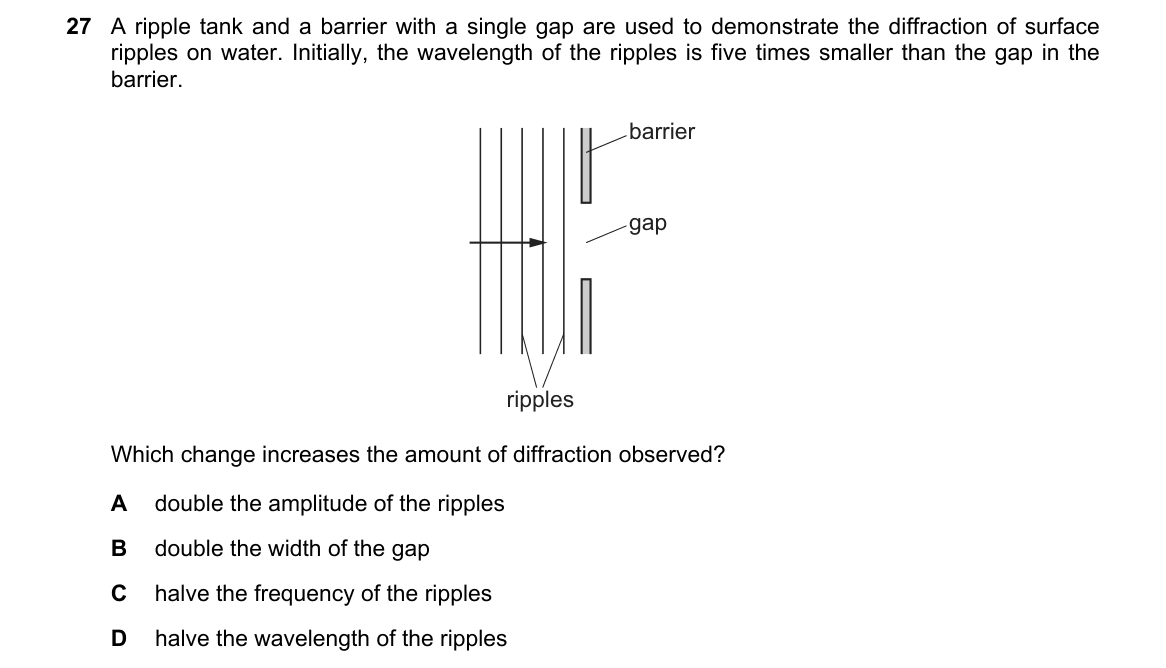 27 A ripple tank and a barrier with a single gap are used to demonstrate the diffraction of surface
ripples on water. Initially, the wavelength of the ripples is five times smaller than the gap in the
barrier.
barrier
gap
ripples
Which change increases the amount of diffraction observed?
A double the amplitude of the ripples
B double the width of the gap
C halve the frequency of the ripples
D halve the wavelength of the ripples